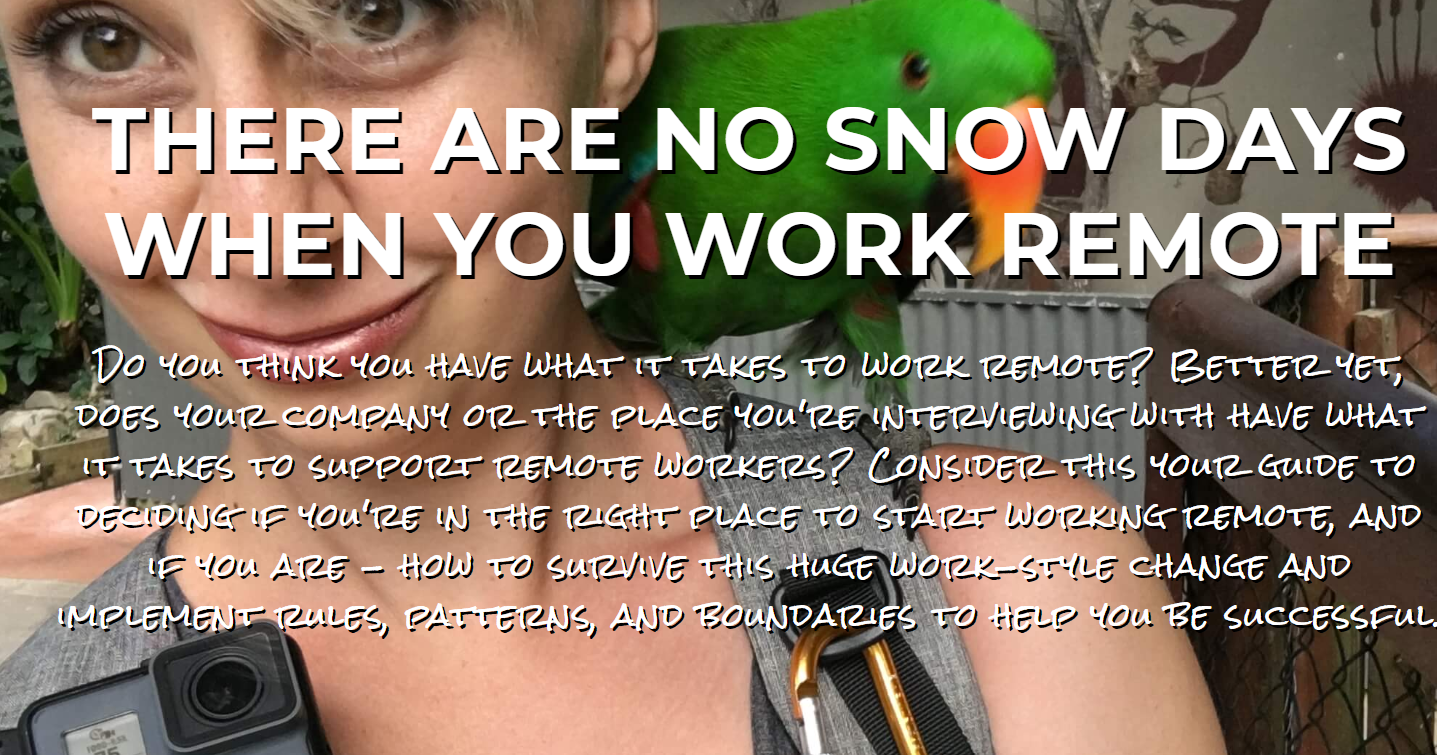 THERE ARE NO SNOW DAYS
WHEN YOU WORK REMOTE
Do you think you have what it takes to work remote? Better yet,
does your company or the place you're interviewing with have what
it takes to support remote workers? Consider this your guide to
deciding if you're in the right place to start working remote, and
if you are – how to survive this huge work-style change and
implement rules, patterns, and boundaries to help you be successful.